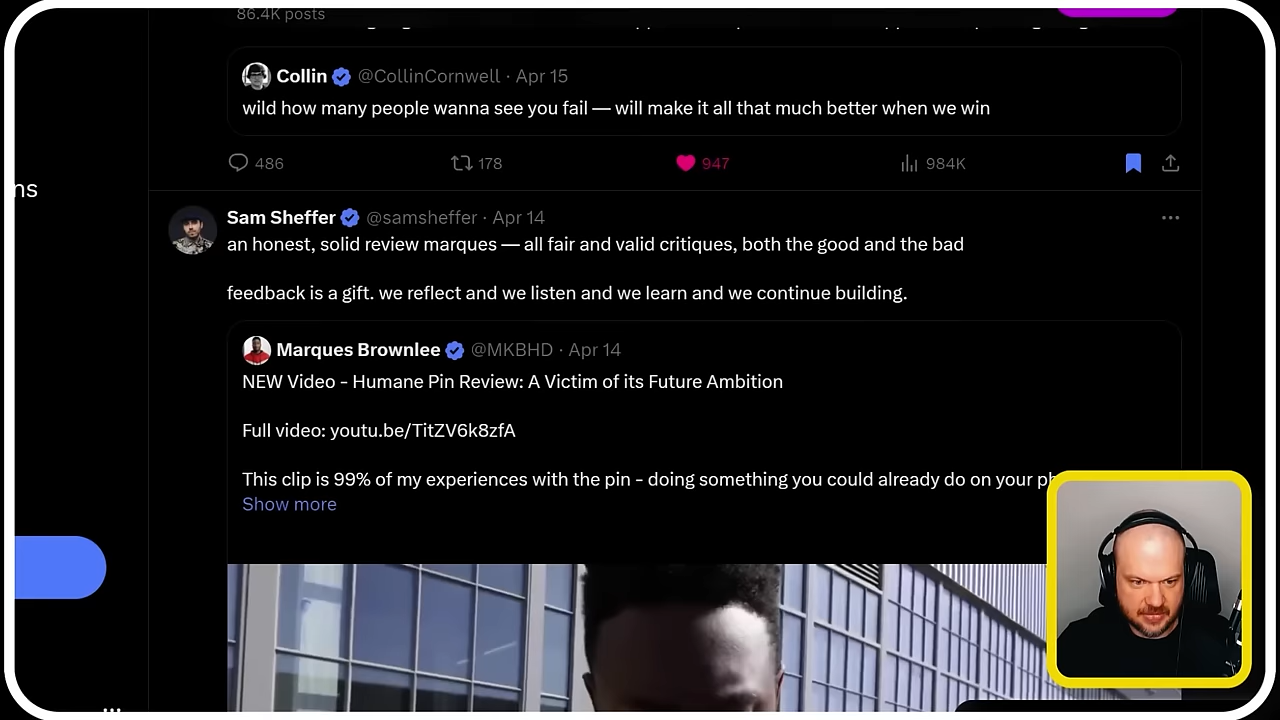 86.4K posts
Collin @CollinCornwell · Apr 15
wild how many people wanna see you fail — will make it all that much better when we win
486 178 947 984K
ns
Sam Sheffer @samsheffer · Apr 14
an honest, solid review marques — all fair and valid critiques, both the good and the bad
feedback is a gift. we reflect and we listen and we learn and we continue building.
Marques Brownlee @MKBHD · Apr 14
NEW Video - Humane Pin Review: A Victim of its Future Ambition
Full video: youtu.be/TitZV6k8zfA
This clip is 99% of my experiences with the pin - doing something you could already do on your ph
Show more